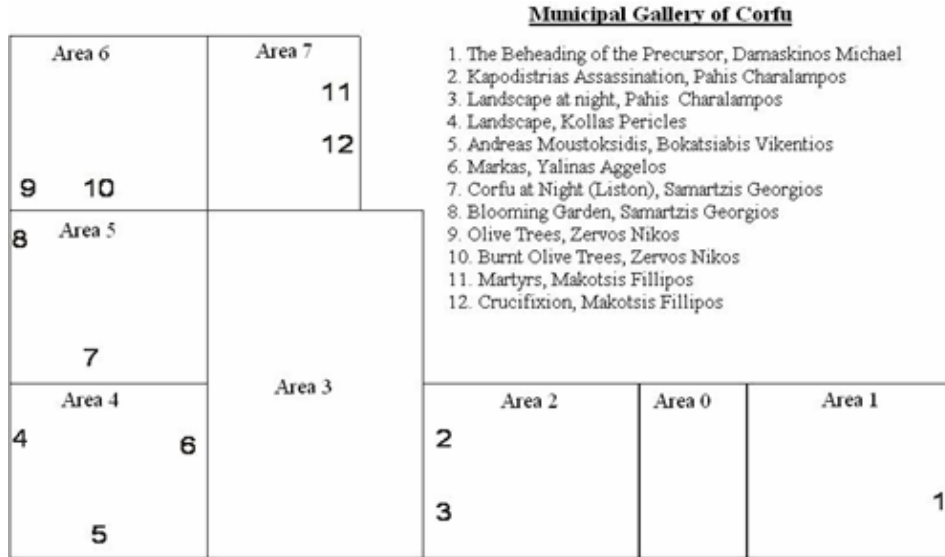 Municipal Gallery of Corfu
1. The Beheading of the Precursor, Damaskinos Michael
2. Kapodistrias Assassination, Pahis Charalampos
3. Landscape at night, Pahis Charalampos
4. Landscape, Kollas Pericles
5. Andreas Moustoksidis, Bokatsiabis Vikentios
6. Markas, Yalinas Aggelos
7. Corfu at Night (Liston), Samartzis Georgios
8. Blooming Garden, Samartzis Georgios
9. Olive Trees, Zervos Nikos
10. Burnt Olive Trees, Zervos Nikos
11. Martyrs, Makotsis Fillipos
12. Crucifixion, Makotsis Fillipos
Area 6
Area 7
11
12
9 10
8
Area 5
7
Area 3
Area 4
4
6
5
Area 2
2
3
Area 0
Area 1
1